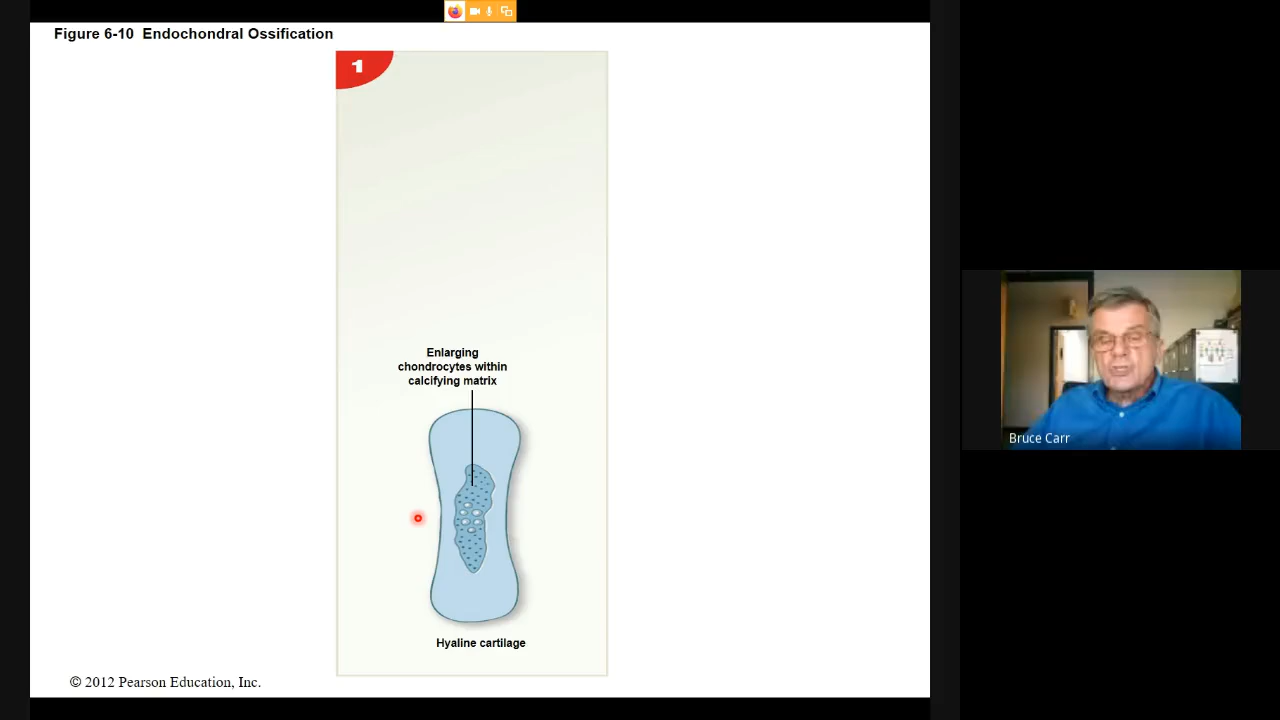 Figure 6-10 Endochondral Ossification
1
Enlarging
chondrocytes within
calcifying matrix
Hyaline cartilage
© 2012 Pearson Education, Inc.
Bruce Carr